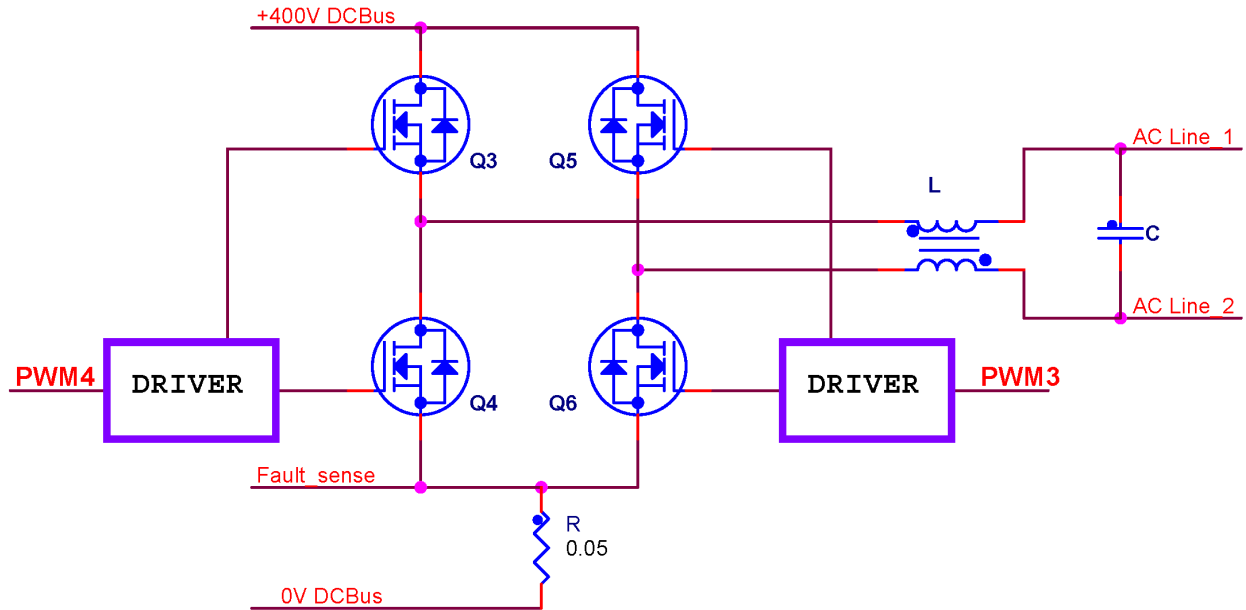 +400V DCBus
Q3
Q5
AC Line_1
L
C
AC Line_2
PWM4
DRIVER
DRIVER
PWM3
Q4
Q6
Fault_sense
R
0.05
0V DCBus